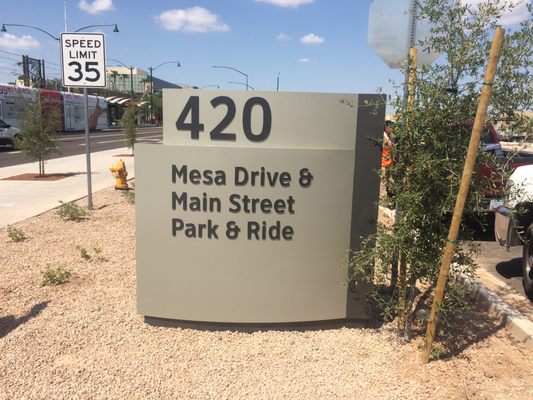 SPEED
LIMIT
35
420
Mesa Drive &
Main Street
Park & Ride